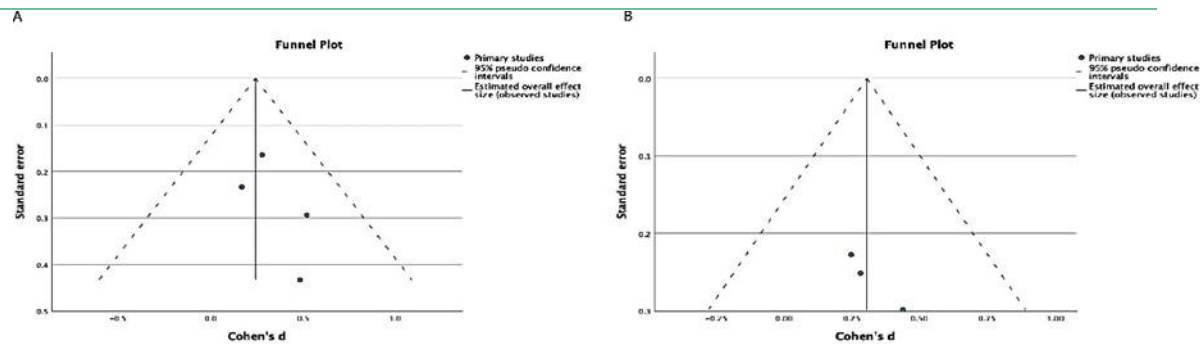 A
Funnel Plot
Primary studies
95% pseudo confidence
intervals
Estimated overall effect
size (observed studies)
Standard error
0.0
0.1
0.2
0.3
0.4
0.5
-0.5
0.0
0.5
1.0
Cohen's d
B
Funnel Plot
Primary studies
95% pseudo confidence
intervals
Estimated overall effect
size (observed studies)
Standard error
0.0
0.1
0.2
0.3
-0.25
0.00
0.25
0.50
0.75
1.00
Cohen's d